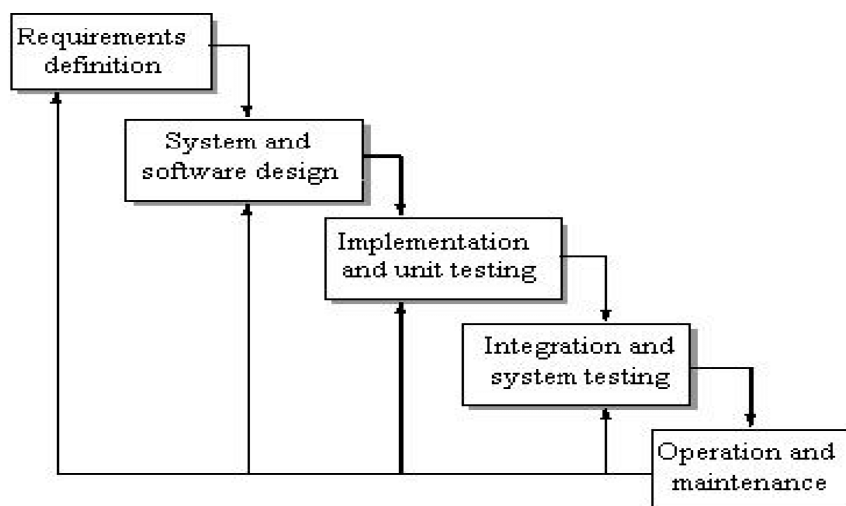 Requirements
definition
System and
software design
Implementation
and unit testing
Integration and
system testing
Operation and
maintenance